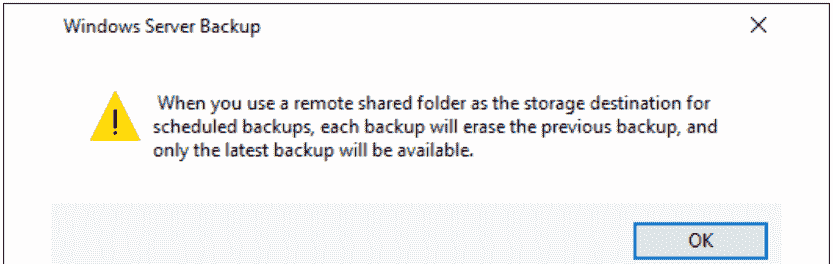 Windows Server Backup
When you use a remote shared folder as the storage destination for
scheduled backups, each backup will erase the previous backup, and
only the latest backup will be available.
OK